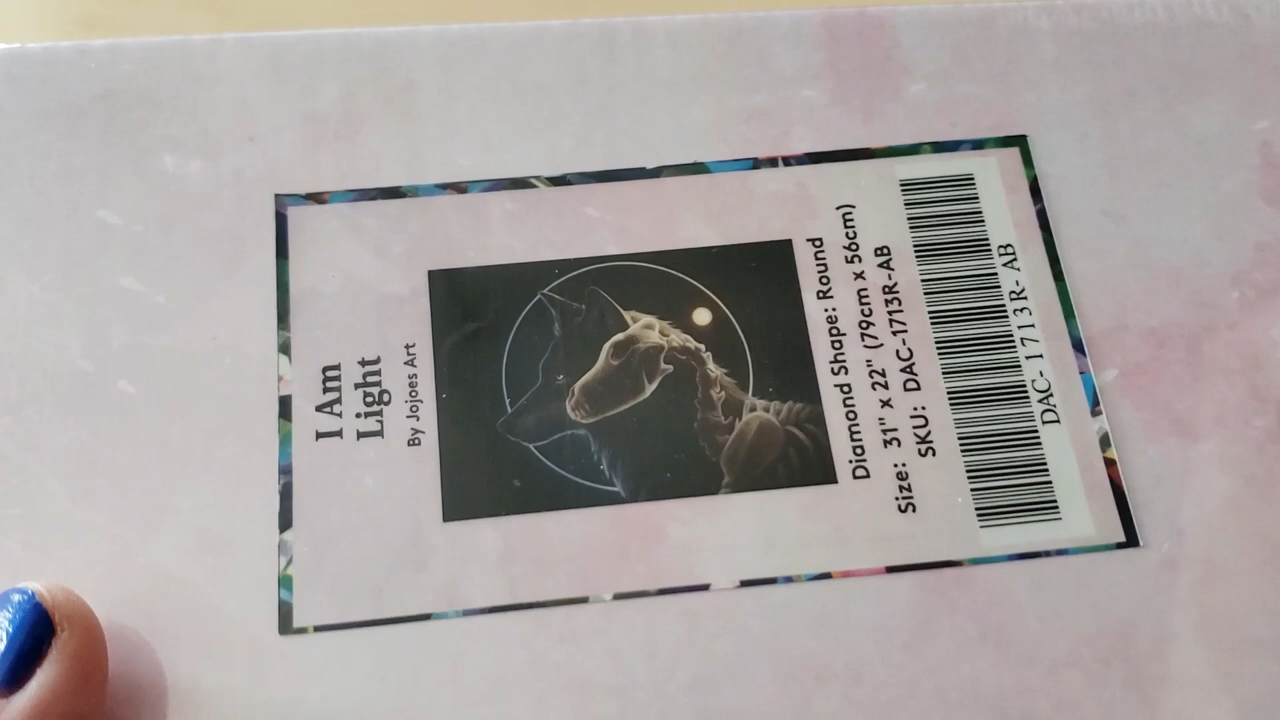 I Am
Light
By Jojoes Art
Diamond Shape: Round
Size: 31" x 22" (79cm x 56cm)
SKU: DAC-1713R-AB
DAC- 1713R- AB